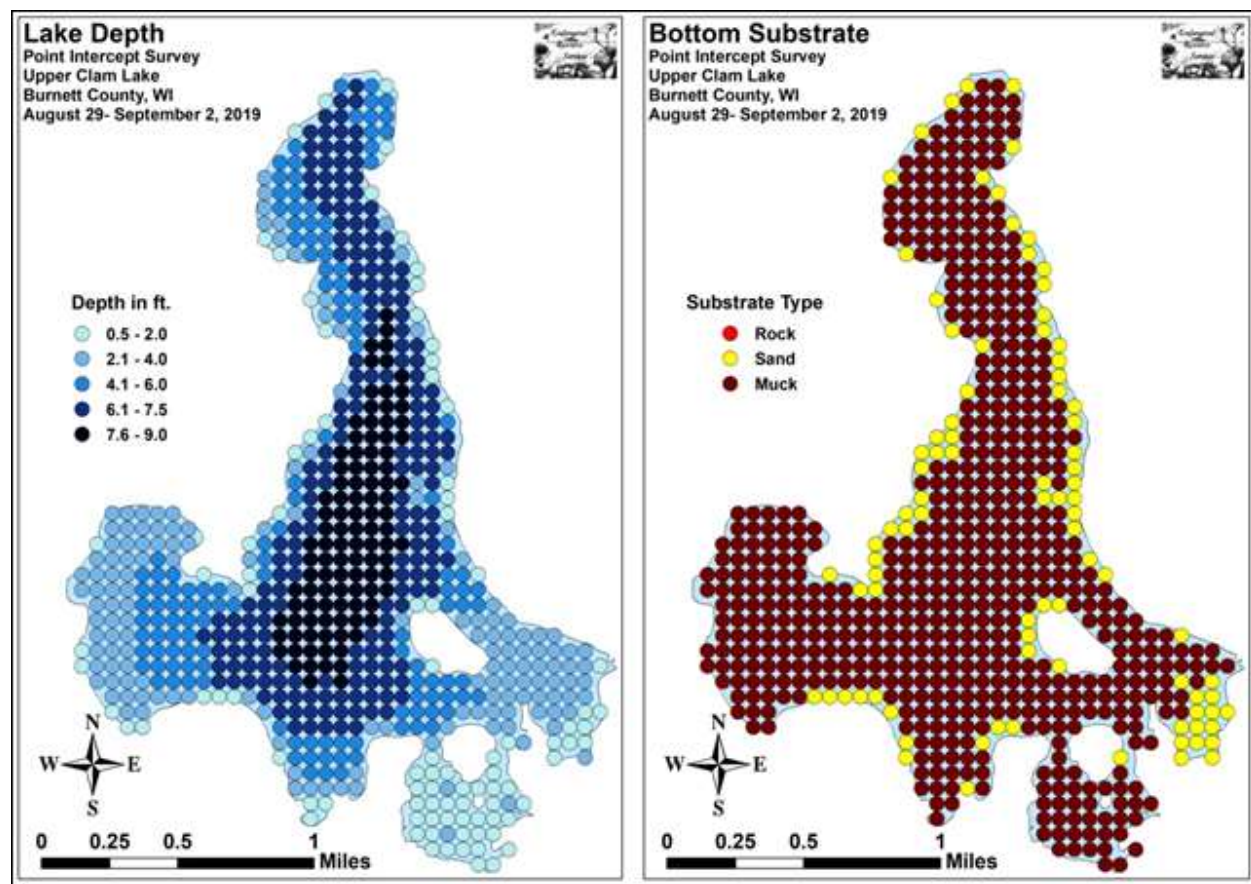 Lake Depth
Point Intercept Survey
Upper Clam Lake
Burnett County, WI
August 29- September 2, 2019
Depth in ft.
0.5 - 2.0
2.1 - 4.0
4.1 - 6.0
6.1 - 7.5
7.6 - 9.0
N
W E
S
0 0.25 0.5 1
Miles
Bottom Substrate
Point Intercept Survey
Upper Clam Lake
Burnett County, WI
August 29- September 2, 2019
Substrate Type
Rock
Sand
Muck
N
W E
S
0 0.25 0.5 1
Miles